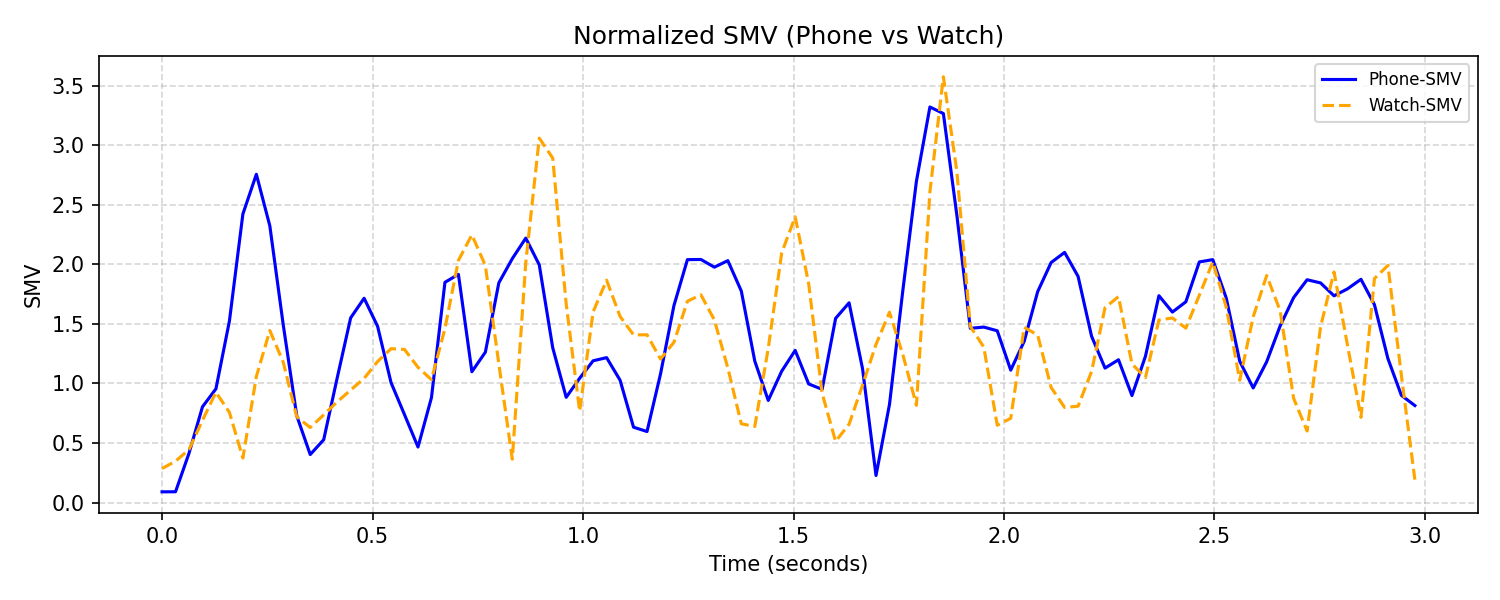 Normalized SMV (Phone vs Watch)
Phone-SMV
Watch-SMV
SMV
3.5
3.0
2.5
2.0
1.5
1.0
0.5
0.0
0.0 0.5 1.0 1.5 2.0 2.5 3.0
Time (seconds)